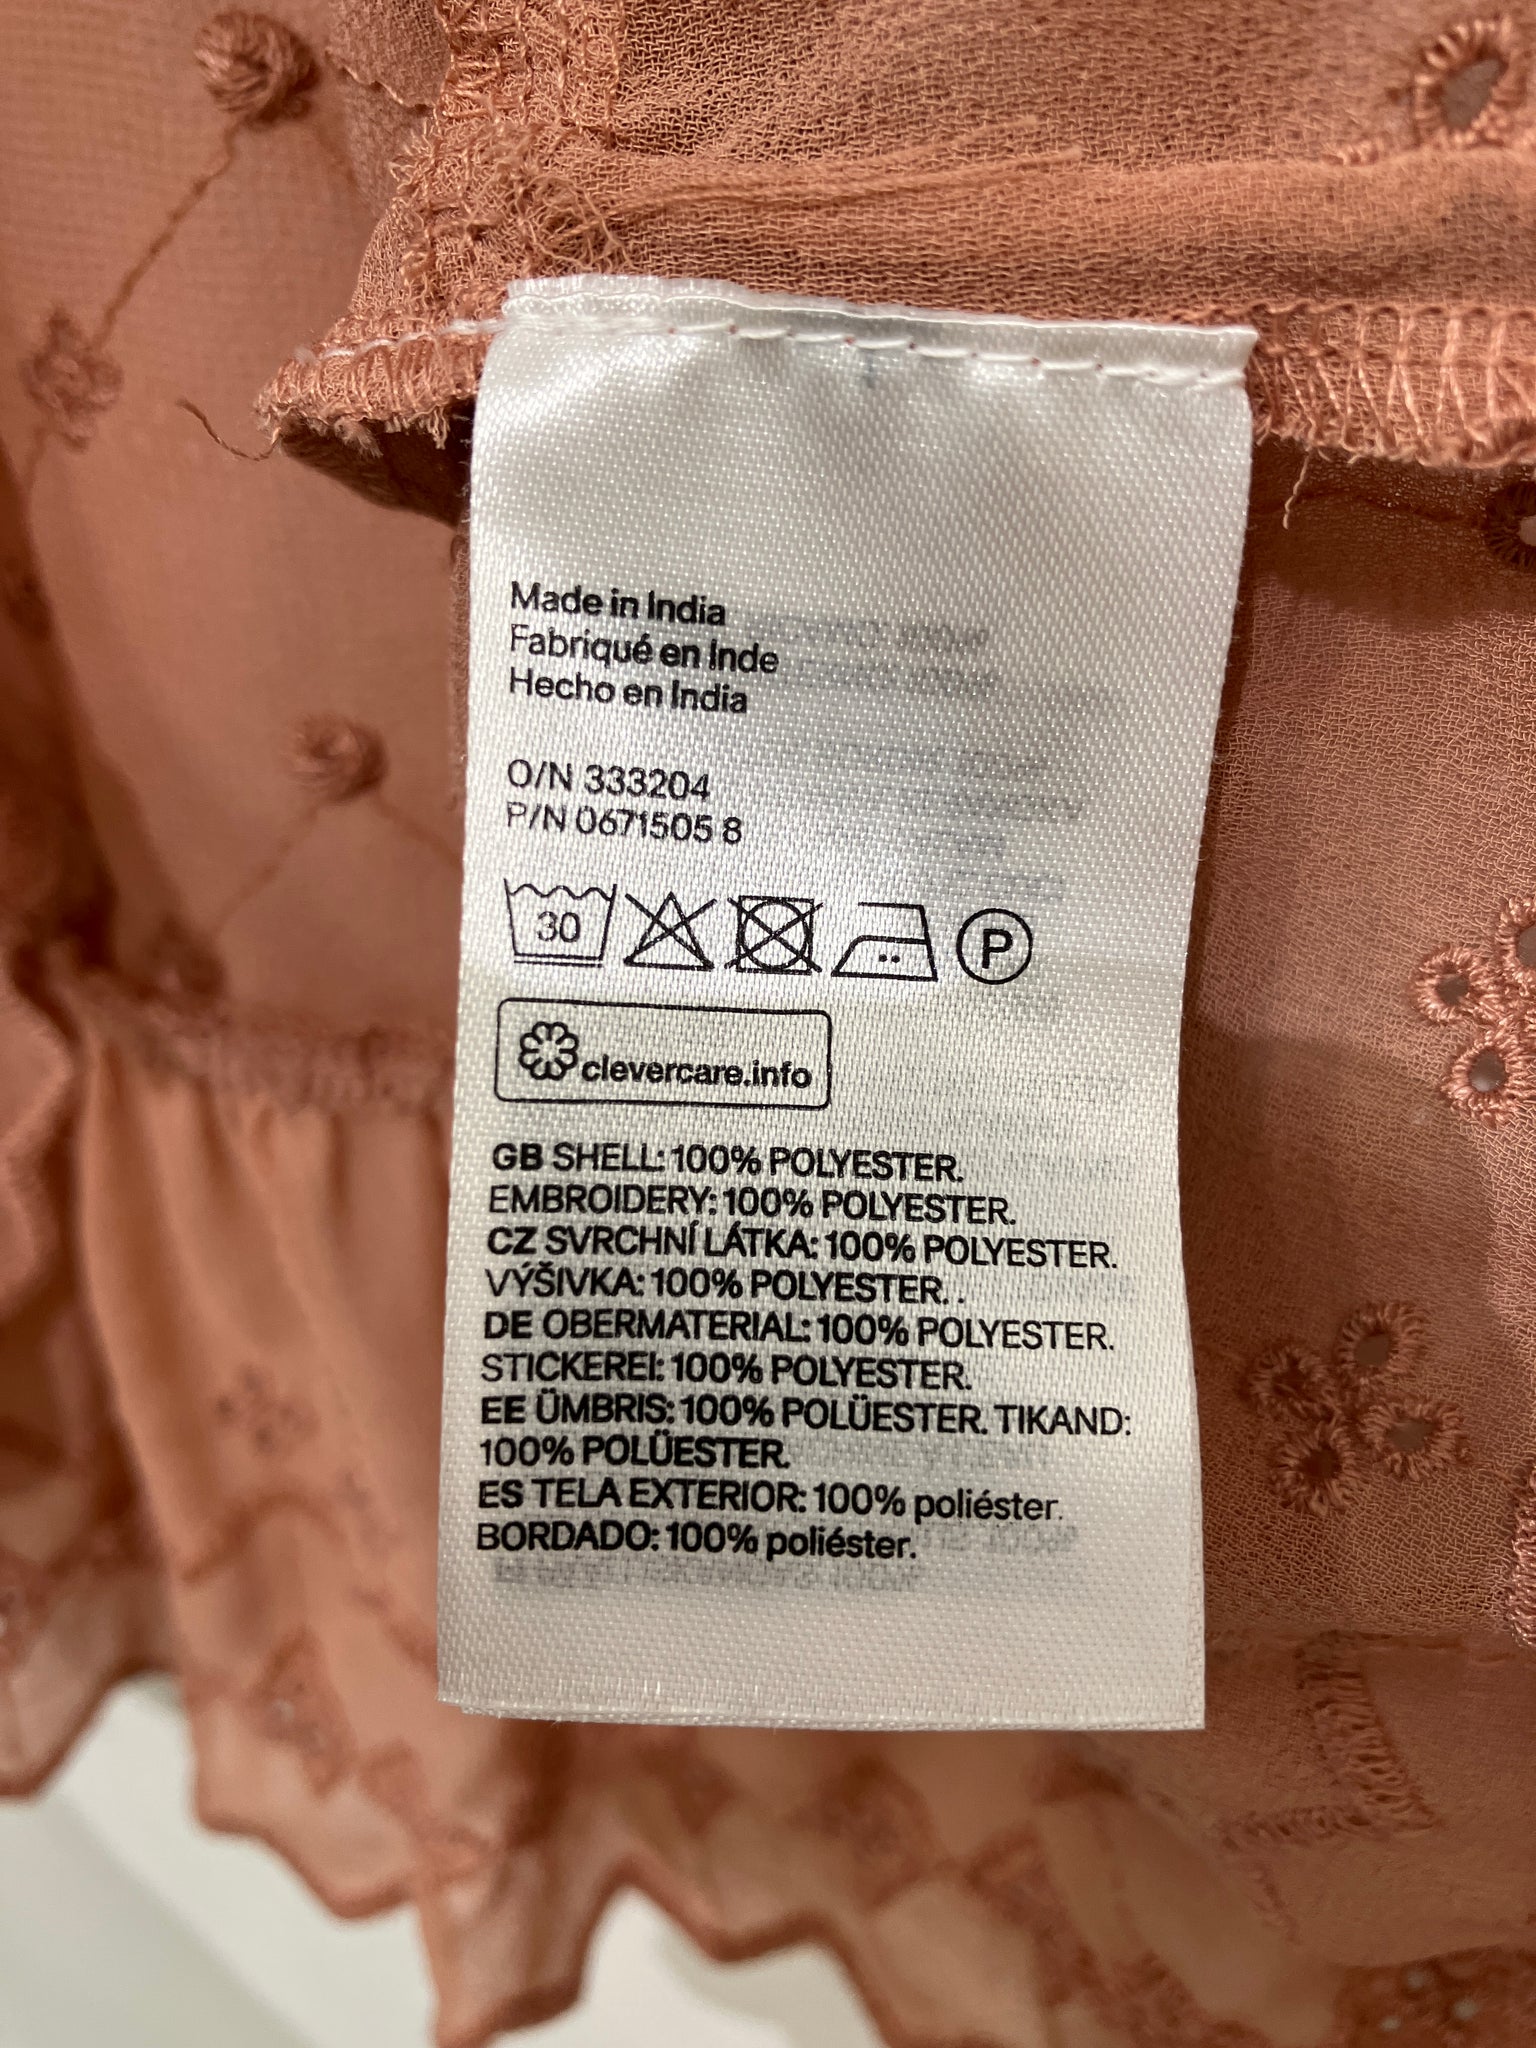 Made in India
Fabriqué en Inde
Hecho en India
O/N 333204
P/N 0671505 8
30
P
clevercare.info
GB SHELL: 100% POLYESTER.
EMBROIDERY: 100% POLYESTER.
CZ SVRCHNÍ LÁTKA: 100% POLYESTER.
VÝŠIVKA: 100% POLYESTER. .
DE OBERMATERIAL: 100% POLYESTER.
STICKEREI: 100% POLYESTER.
EE ÜMBRIS: 100% POLÜESTER. TIKAND:
100% POLÜESTER.
ES TELA EXTERIOR: 100% poliéster.
BORDADO: 100% poliéster.